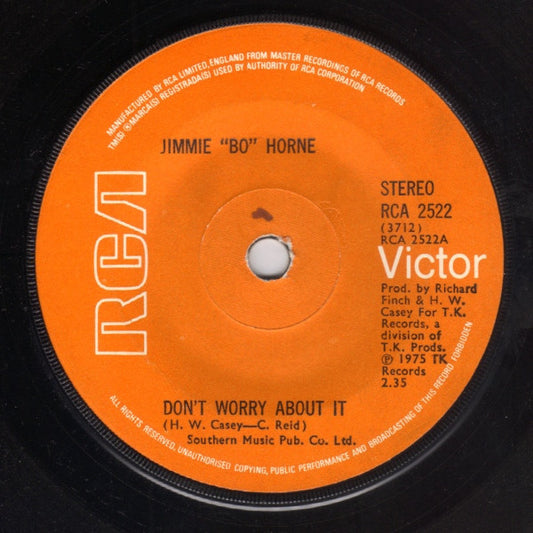 MANUFACTURED BY RCA LIMITED, ENGLAND FROM MASTER RECORDINGS OF RCA RECORDS
TM(S) ® MARCA(S) REGISTRADA(S) USED BY AUTHORITY OF RCA CORPORATION
JIMMIE "BO" HORNE
RCA
STEREO
RCA 2522
(3712)
RCA 2522A
Victor
Prod. by Richard
Finch & H. W.
Casey For T.K.
Records, a
division of
T.K. Prods.
Ⓟ 1975 TK
Records
2.35
DON'T WORRY ABOUT IT
(H. W. Casey—C. Reid)
Southern Music Pub. Co. Ltd.
ALL RIGHTS RESERVED, UNAUTHORISED COPYING, PUBLIC PERFORMANCE AND BROADCASTING OF THIS RECORD FORBIDDEN